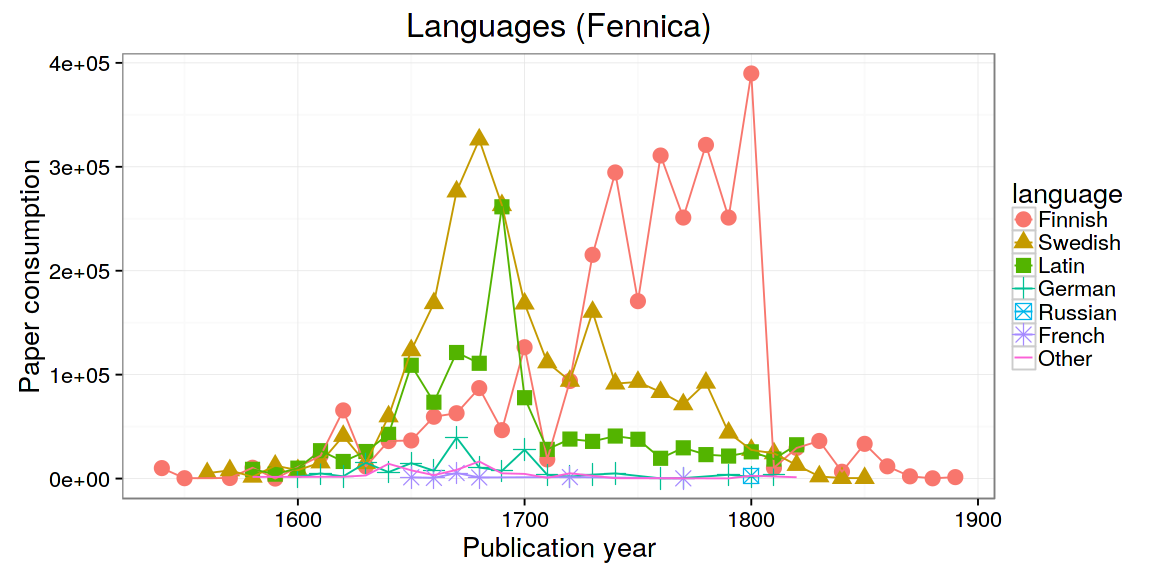 Languages (Fennica)
4e+05
3e+05
2e+05
1e+05
0e+00
Paper consumption
1600
1700
1800
1900
Publication year
language
Finnish
Swedish
Latin
German
Russian
French
Other